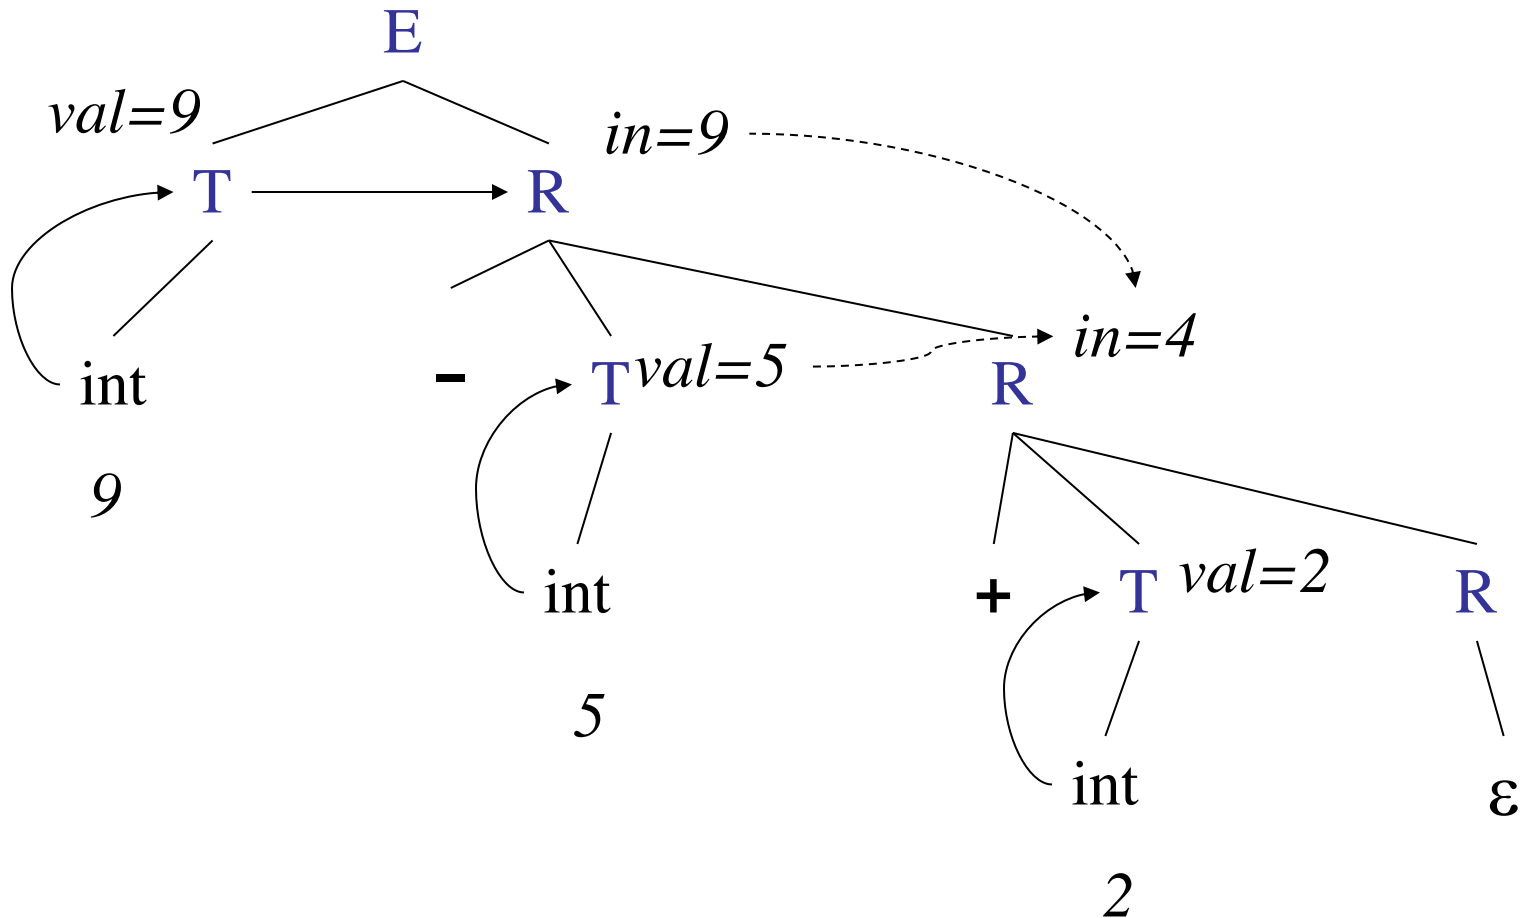 E
val=9
in=9
T R
in=4
int - T val=5 R
9
int + T val=2 R
5
int ε
2